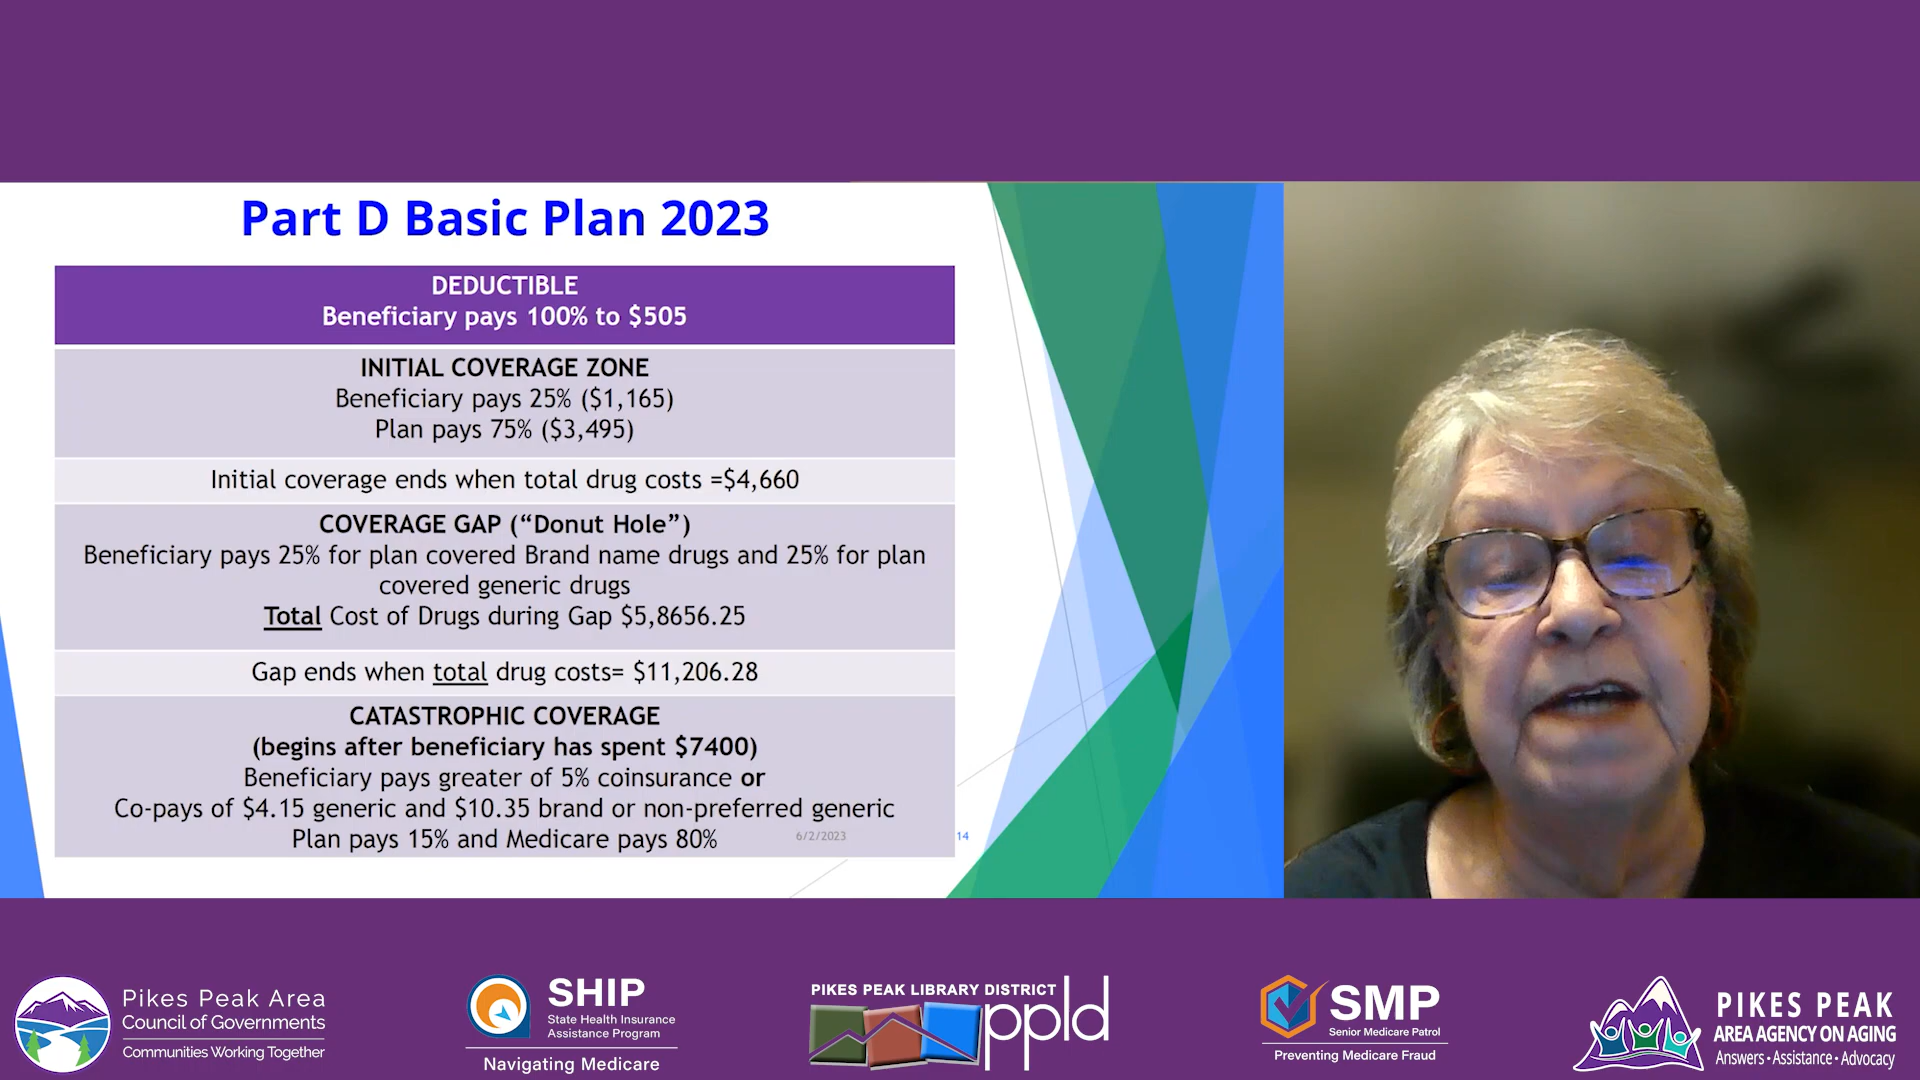 Part D Basic Plan 2023
DEDUCTIBLE
Beneficiary pays 100% to $505
INITIAL COVERAGE ZONE
Beneficiary pays 25% ($1,165)
Plan pays 75% ($3,495)
Initial coverage ends when total drug costs =$4,660
COVERAGE GAP (“Donut Hole”)
Beneficiary pays 25% for plan covered Brand name drugs and 25% for plan
covered generic drugs
Total Cost of Drugs during Gap $5,8656.25
Gap ends when total drug costs= $11,206.28
CATASTROPHIC COVERAGE
(begins after beneficiary has spent $7400)
Beneficiary pays greater of 5% coinsurance or
Co-pays of $4.15 generic and $10.35 brand or non-preferred generic
Plan pays 15% and Medicare pays 80%
6/2/2023
14
Pikes Peak Area
Council of Governments
Communities Working Together
SHIP
State Health Insurance
Assistance Program
Navigating Medicare
PIKES PEAK LIBRARY DISTRICT
ppld
SMP
Senior Medicare Patrol
Preventing Medicare Fraud
PIKES PEAK
AREA AGENCY ON AGING
Answers • Assistance • Advocacy